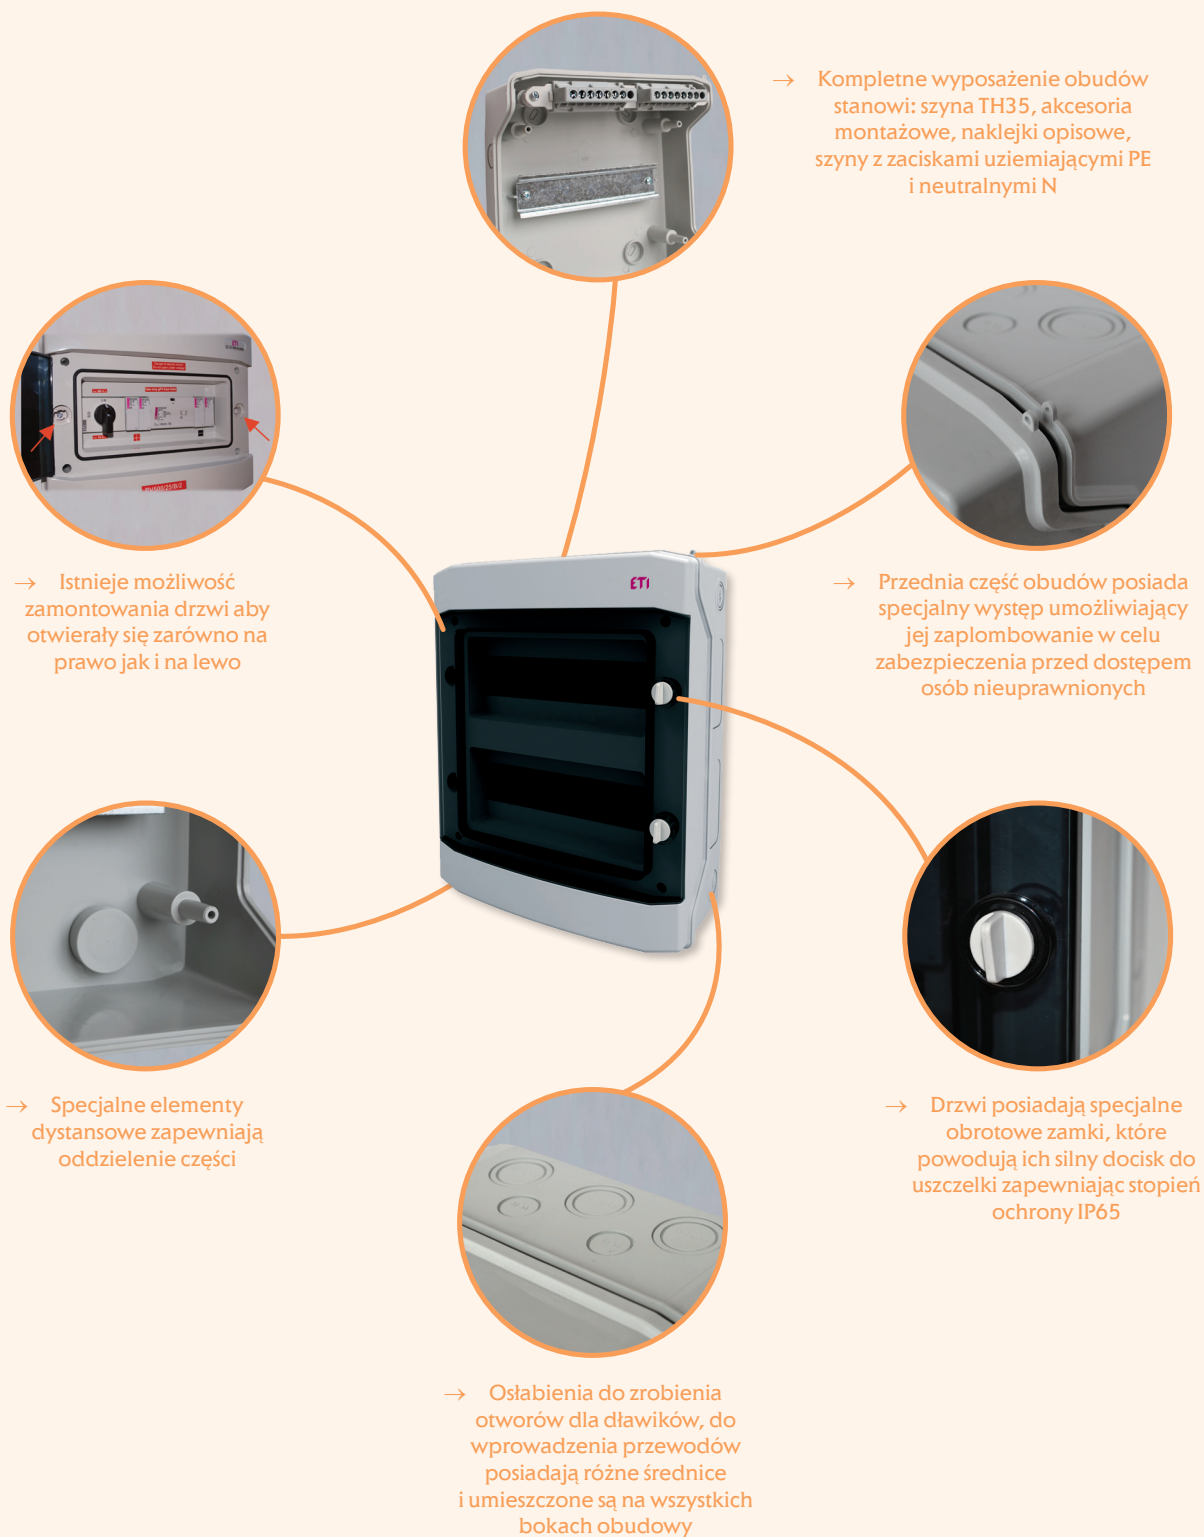 → Kompletne wyposażenie obudów
stanowi: szyna TH35, akcesoria
montażowe, naklejki opisowe,
szyny z zaciskami uziemiającymi PE
i neutralnymi N
→ Istnieje możliwość
zamontowania drzwi aby
otwierały się zarówno na
prawo jak i na lewo
ETI
→ Przednia część obudów posiada
specjalny występ umożliwiający
jej zaplombowanie w celu
zabezpieczenia przed dostępem
osób nieuprawnionych
→ Specjalne elementy
dystansowe zapewniają
oddzielenie części
→ Drzwi posiadają specjalne
obrotowe zamki, które
powodują ich silny docisk do
uszczelki zapewniając stopień
ochrony IP65
→ Osłabienia do zrobienia
otworów dla dławików, do
wprowadzenia przewodów
posiadają różne średnice
i umieszczone są na wszystkich
bokach obudowy